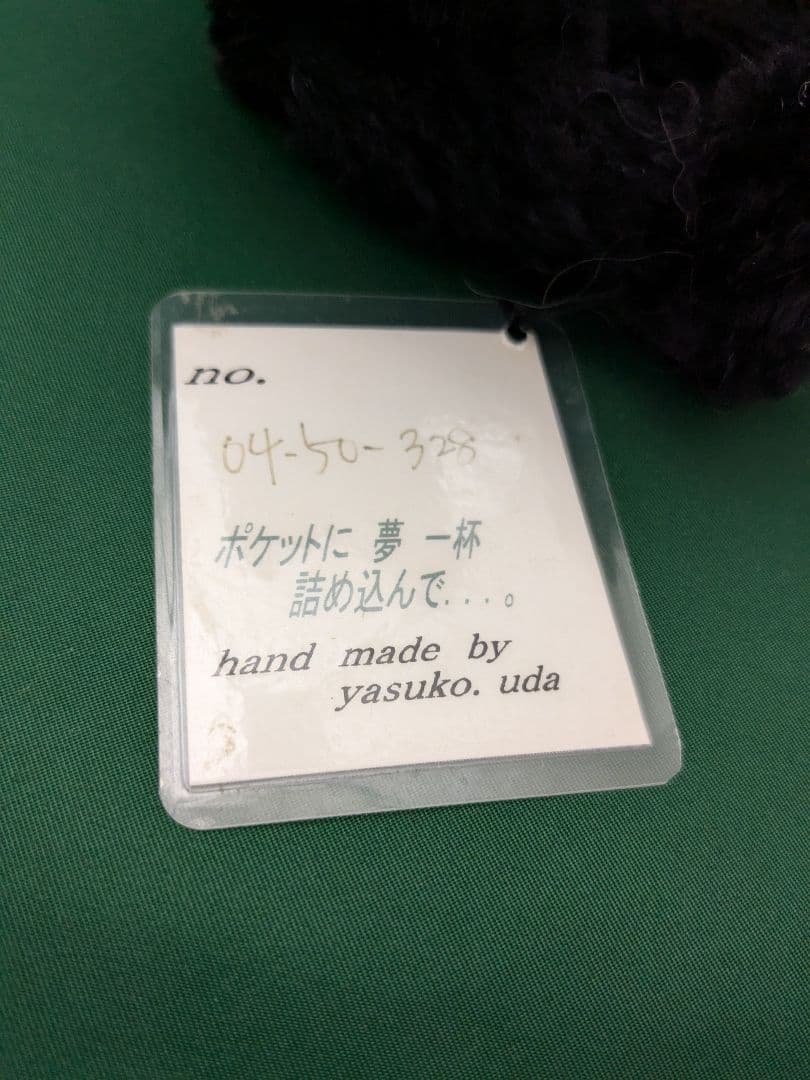 no.
04-50-328
ポケットに 夢 一杯
詰め込んで....。
hand made by
yasuko. uda